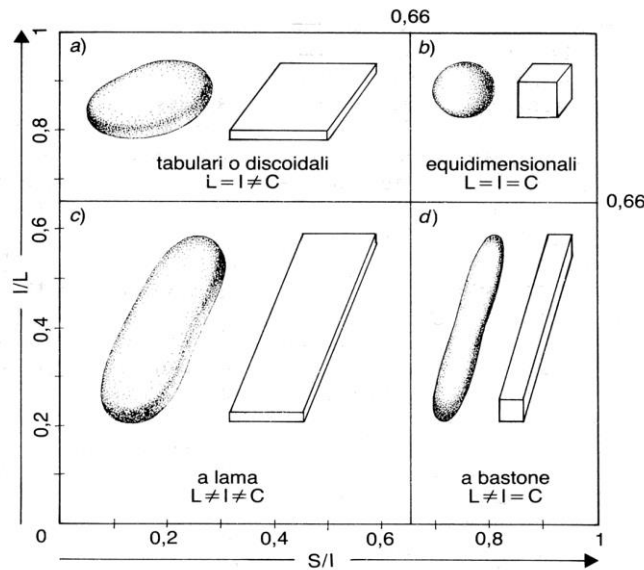 0,66
1
a)
b)
0,8
tabulari o discoidali
L = I ≠ C
equidimensionali
L = I = C
0,66
0,6
c)
d)
I/L
0,4
0,2
a lama
L ≠ I ≠ C
a bastone
L ≠ I = C
0
0,2
0,4
0,6
0,8
1
S/I